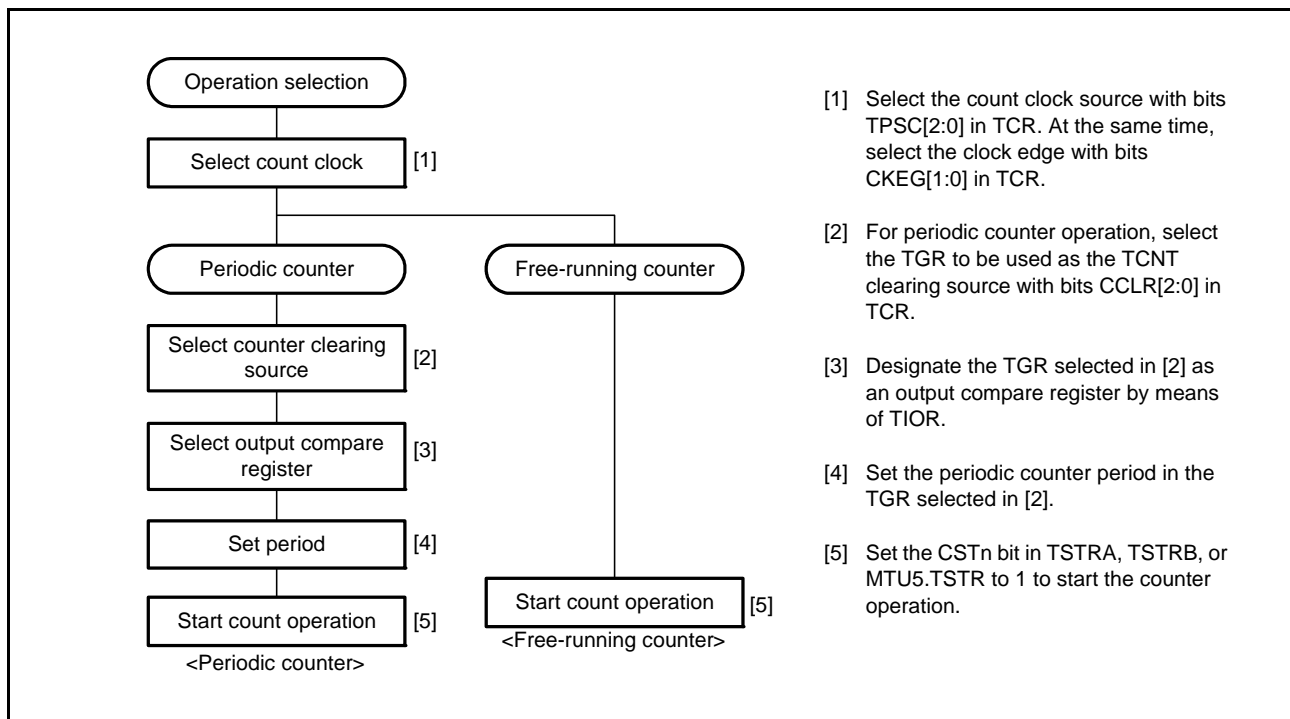 Operation selection
Select count clock
[1]
Periodic counter
Free-running counter
Select counter clearing
source
[2]
Select output compare
register
[3]
Set period
[4]
Start count operation
[5]
<Periodic counter>
Start count operation
[5]
<Free-running counter>
[1] Select the count clock source with bits
TPSC[2:0] in TCR. At the same time,
select the clock edge with bits
CKEG[1:0] in TCR.
[2] For periodic counter operation, select
the TGR to be used as the TCNT
clearing source with bits CCLR[2:0] in
TCR.
[3] Designate the TGR selected in [2] as
an output compare register by means
of TIOR.
[4] Set the periodic counter period in the
TGR selected in [2].
[5] Set the CSTn bit in TSTRA, TSTRB, or
MTU5.TSTR to 1 to start the counter
operation.